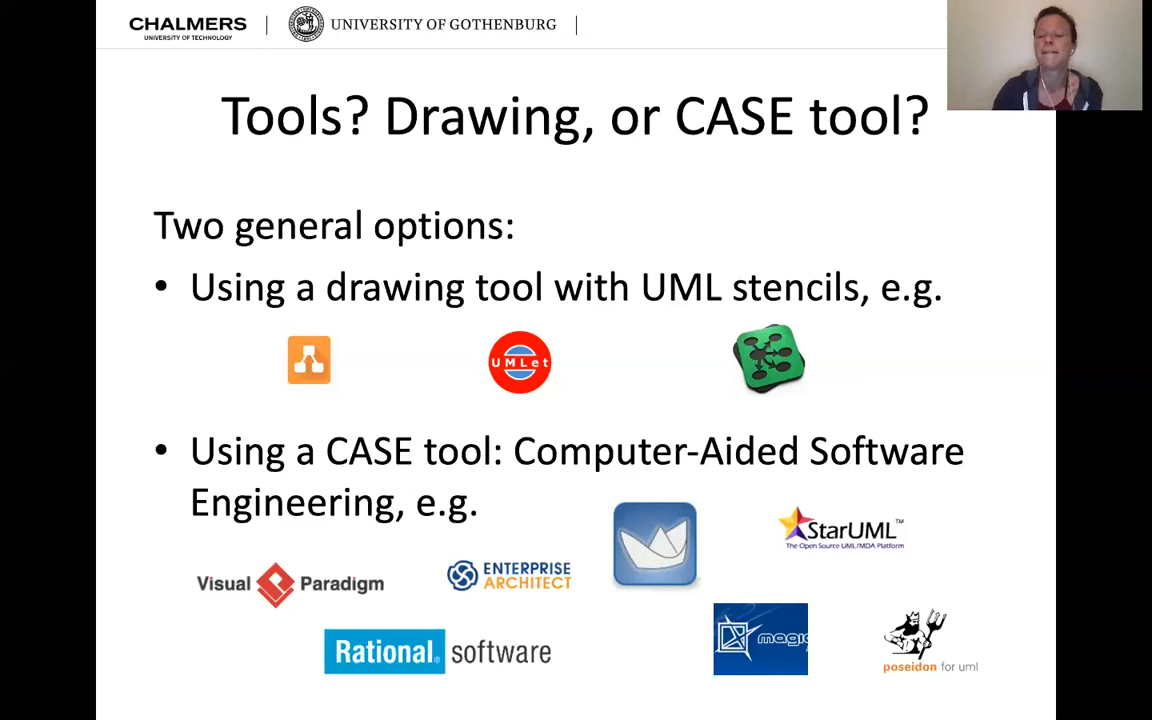 CHALMERS
UNIVERSITY OF TECHNOLOGY
UNIVERSITY OF GOTHENBURG
Tools? Drawing, or CASE tool?
Two general options:
• Using a drawing tool with UML stencils, e.g.
UMLet
• Using a CASE tool: Computer-Aided Software
Engineering, e.g.
StarUML™
The Open Source UML/MDA Platform
Visual Paradigm
ENTERPRISE
ARCHITECT
Rational® software
magic
poseidon for uml